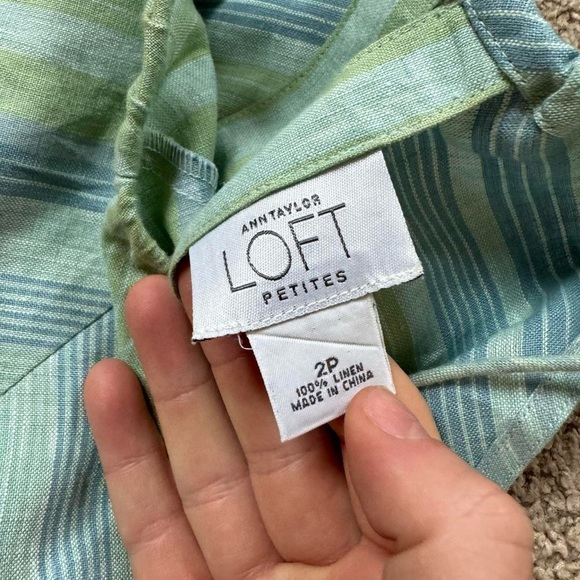 ANN TAYLOR
LOFT
PETITES
2P
100% LINEN
MADE IN CHINA